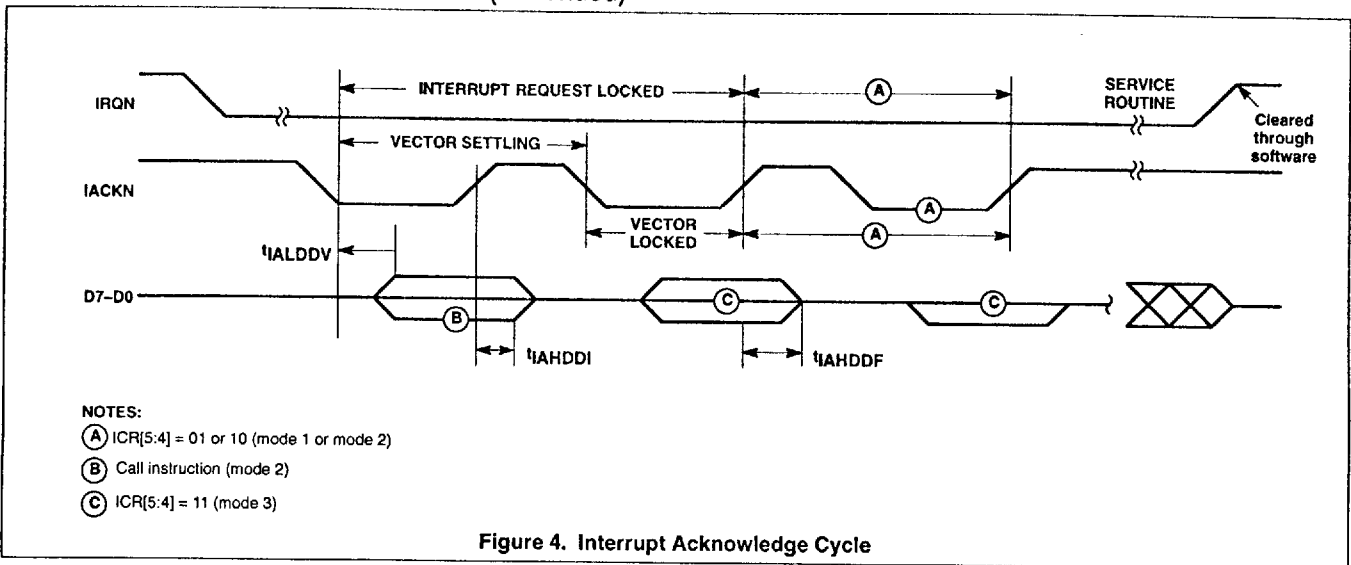 INTERRUPT REQUEST LOCKED
A
SERVICE
ROUTINE
IRQN
Cleared
through
software
VECTOR SETTLING
IACKN
A
VECTOR
LOCKED
A
tIALDDV
D7–D0
B
C
C
tIAHDDI
tIAHDDF
NOTES:
A ICR[5:4] = 01 or 10 (mode 1 or mode 2)
B Call instruction (mode 2)
C ICR[5:4] = 11 (mode 3)
Figure 4. Interrupt Acknowledge Cycle